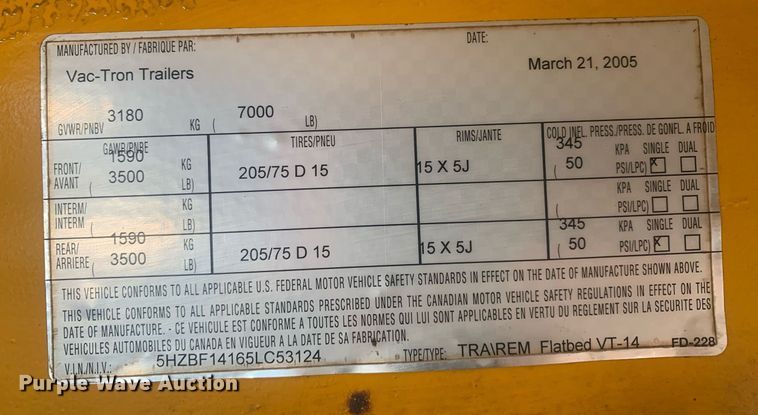 MANUFACTURED BY / FABRIQUE PAR: DATE:
Vac-Tron Trailers March 21, 2005
GVWR/PNBV 3180 KG ( 7000 LB)
GAWR/PNBE TIRES/PNEU RIMS/JANTE COLD INFL. PRESS./PRESS. DE GONFL. A FROID
FRONT/ 1590 KG 345 KPA SINGLE DUAL
AVANT ( 3500 LB) 205/75 D 15 15 X 5J ( 50 PSI/LPC) X
INTERM/ KG KPA SINGLE DUAL
INTERM ( LB) ( PSI/LPC)
REAR/ 1590 KG 345 KPA SINGLE DUAL
ARRIERE ( 3500 LB) 205/75 D 15 15 X 5J ( 50 PSI/LPC) X
THIS VEHICLE CONFORMS TO ALL APPLICABLE U.S. FEDERAL MOTOR VEHICLE SAFETY STANDARDS IN EFFECT ON THE DATE OF MANUFACTURE SHOWN ABOVE.
THIS VEHICLE CONFORMS TO ALL APPLICABLE STANDARDS PRESCRIBED UNDER THE CANADIAN MOTOR VEHICLE SAFETY REGULATIONS IN EFFECT ON THE
DATE OF MANUFACTURE. - CE VEHICULE EST CONFORME A TOUTES LES NORMES QUI LUI SONT APPLICABLES EN VERTU DU REGLEMENT SUR LA SECURITE DES
VEHICULES AUTOMOBILES DU CANADA EN VIGUEUR A LA DATE DE SA FABRICATION.
V.I.N./N.I.V.: 5HZBF14165LC53124 TYPE/TYPE: TRA\REM Flatbed VT-14 FD-228
Purple Wave Auction